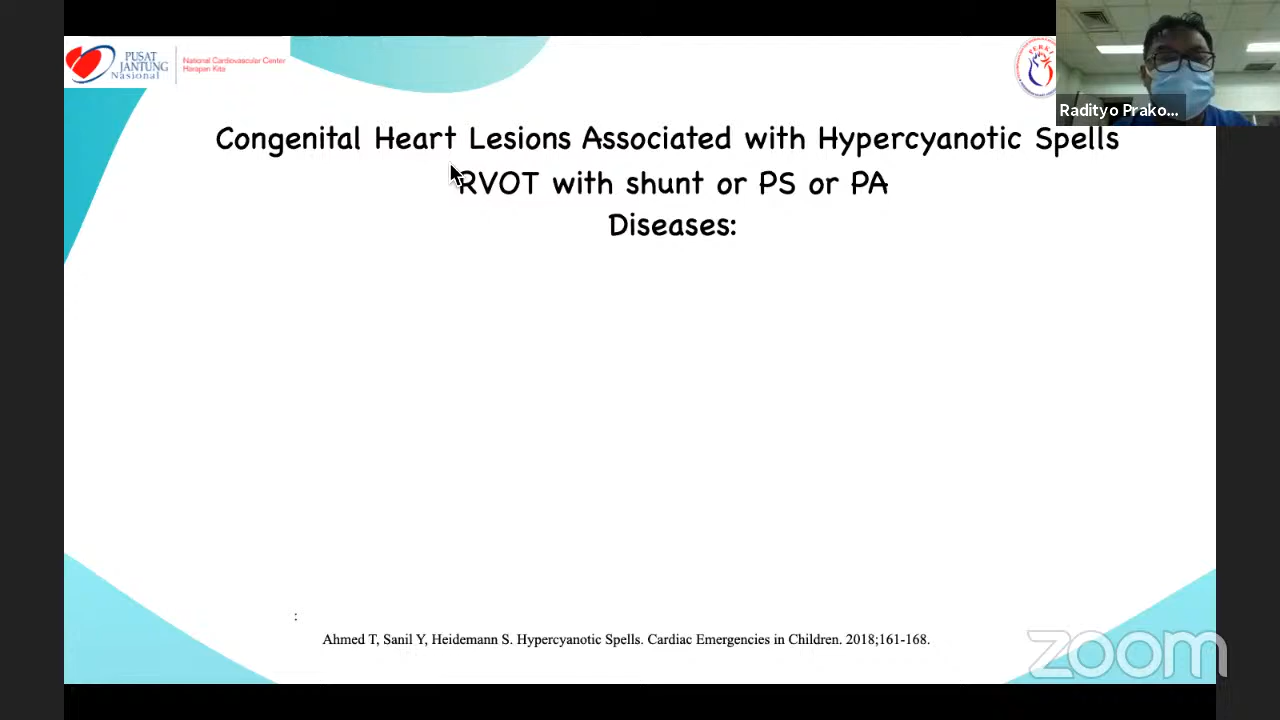 PUSAT
JANTUNG
Nasional
National Cardiovascular Center
Harapan Kita
PERKI
Radityo Prako...
Congenital Heart Lesions Associated with Hypercyanotic Spells
RVOT with shunt or PS or PA
Diseases:
:
Ahmed T, Sanil Y, Heidemann S. Hypercyanotic Spells. Cardiac Emergencies in Children. 2018;161-168.
zoom